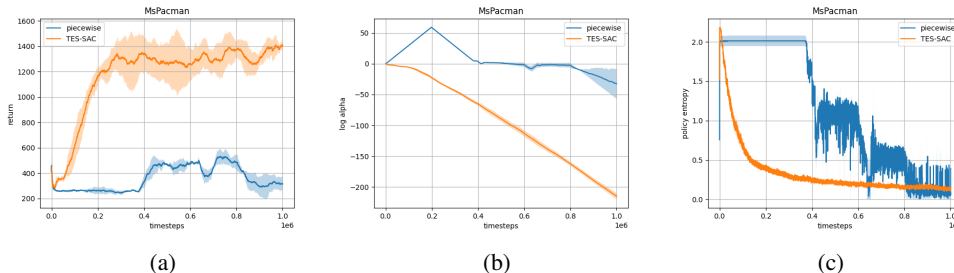 MsPacman
piecewise
TES-SAC
1600
1400
1200
1000
800
600
400
200
return
0.0 0.2 0.4 0.6 0.8 1.0
1e6
timesteps
(a)
MsPacman
piecewise
TES-SAC
50
0
−50
−100
−150
−200
log alpha
0.0 0.2 0.4 0.6 0.8 1.0
1e6
timesteps
(b)
MsPacman
piecewise
TES-SAC
2.0
1.5
1.0
0.5
0.0
policy entropy
0.0 0.2 0.4 0.6 0.8 1.0
1e6
timesteps
(c)